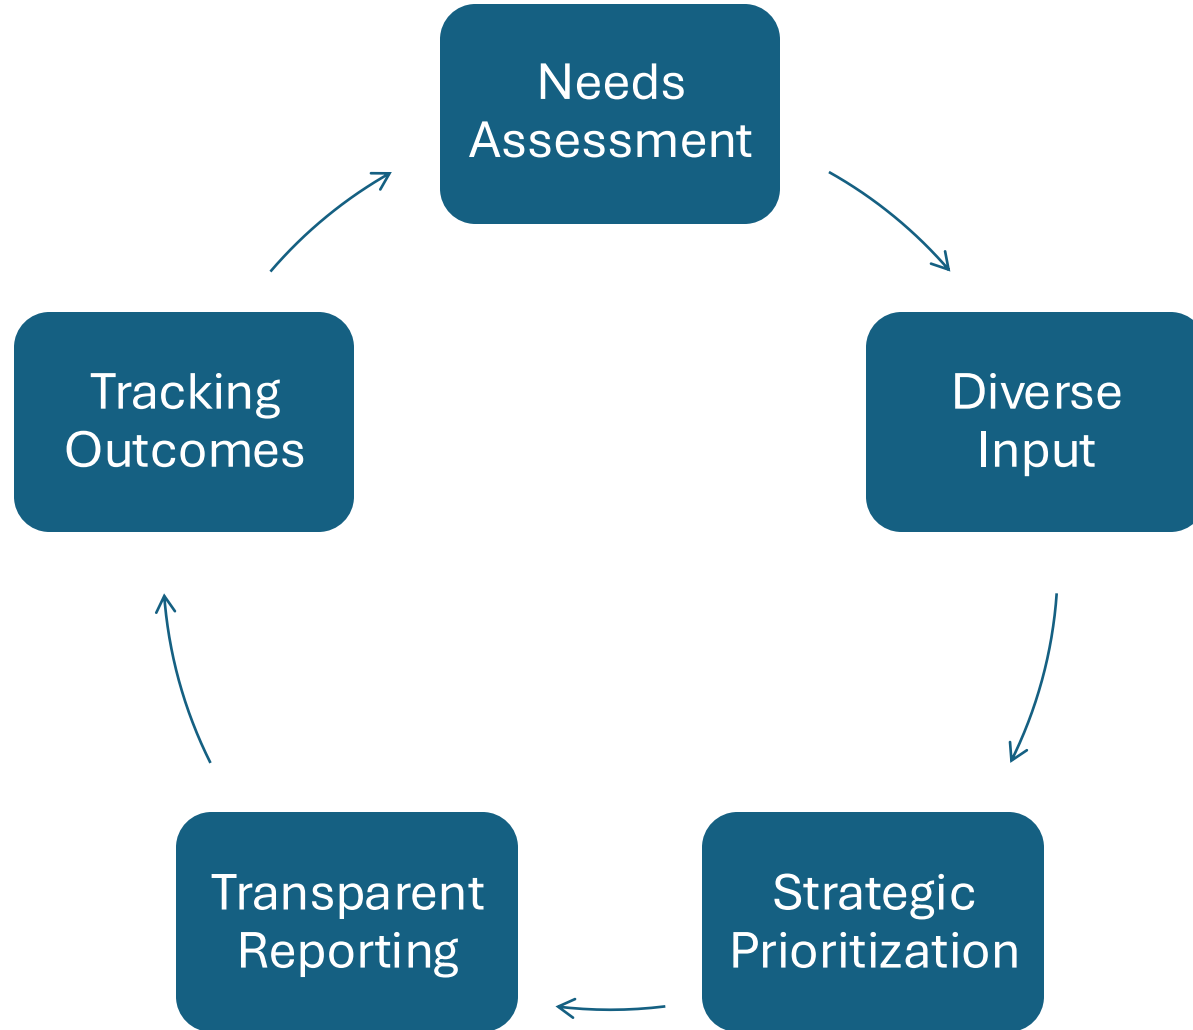 Needs
Assessment
Diverse
Input
Strategic
Prioritization
Transparent
Reporting
Tracking
Outcomes